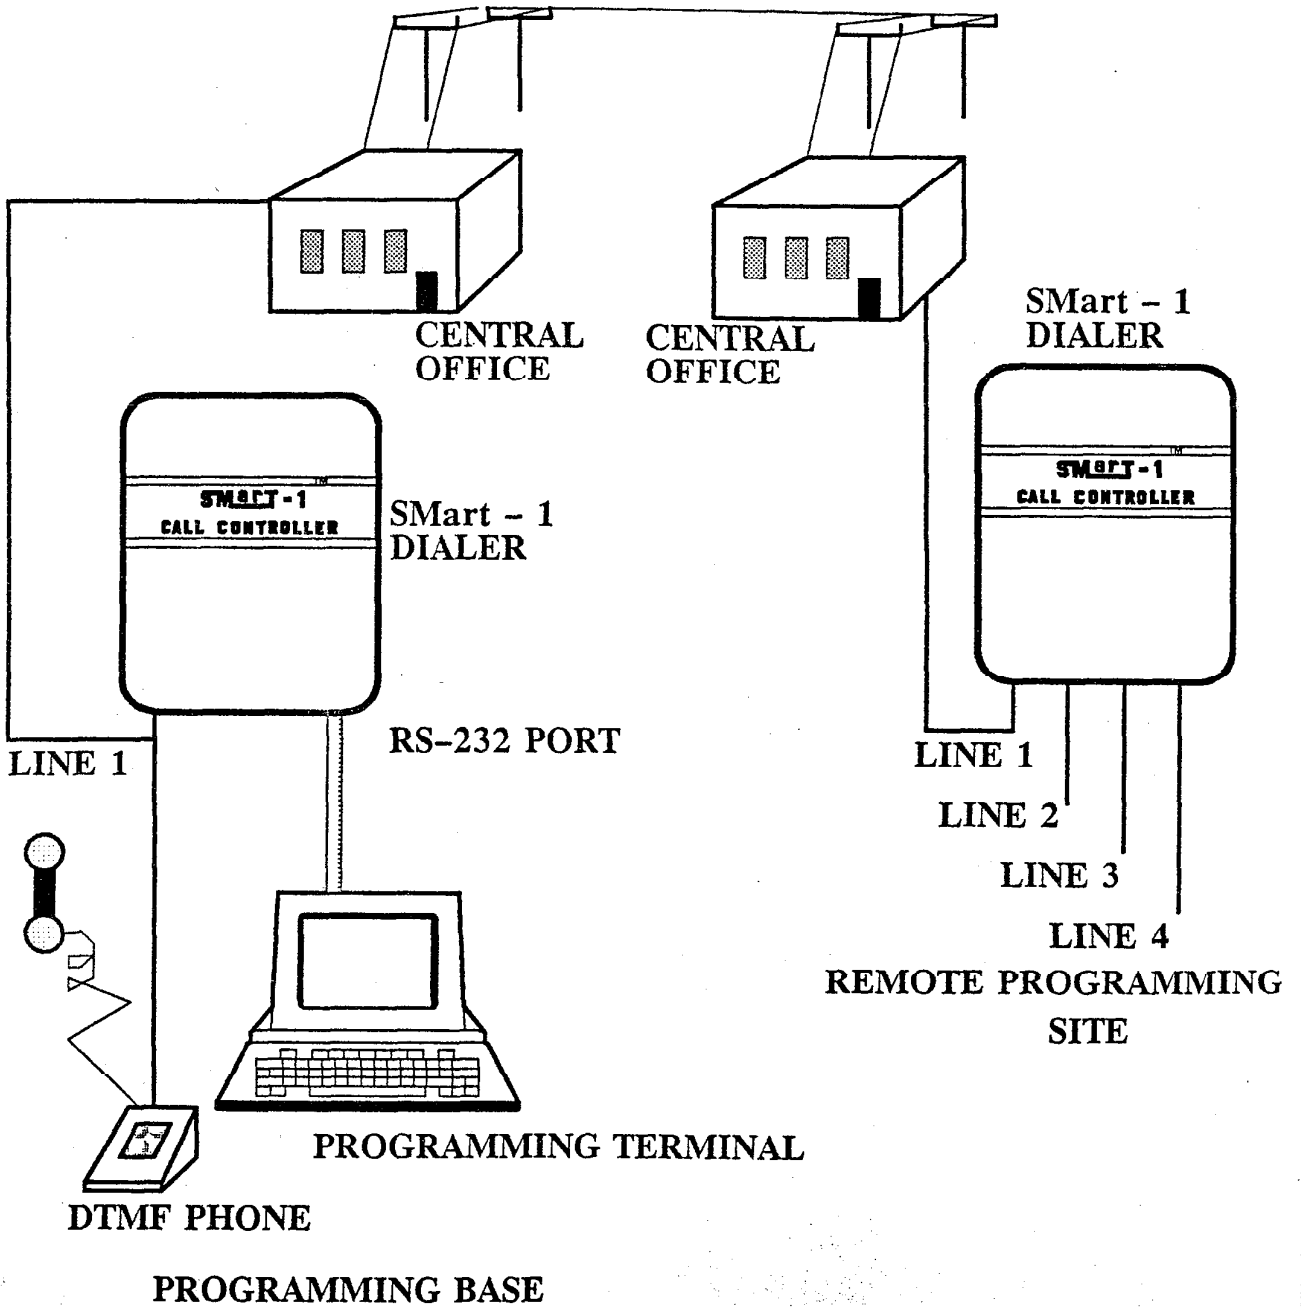 CENTRAL
OFFICE
CENTRAL
OFFICE
SMart – 1
DIALER
TM
SMarT-1
CALL CONTROLLER
SMart – 1
DIALER
TM
SMarT-1
CALL CONTROLLER
RS–232 PORT
LINE 1
LINE 1
LINE 2
LINE 3
LINE 4
REMOTE PROGRAMMING
SITE
PROGRAMMING TERMINAL
DTMF PHONE
PROGRAMMING BASE